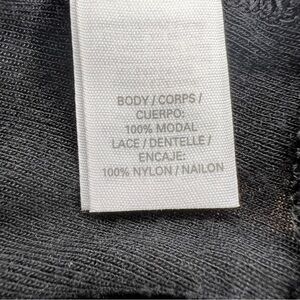 BODY / CORPS /
CUERPO:
100% MODAL
LACE / DENTELLE /
ENCAJE:
100% NYLON / NAILON